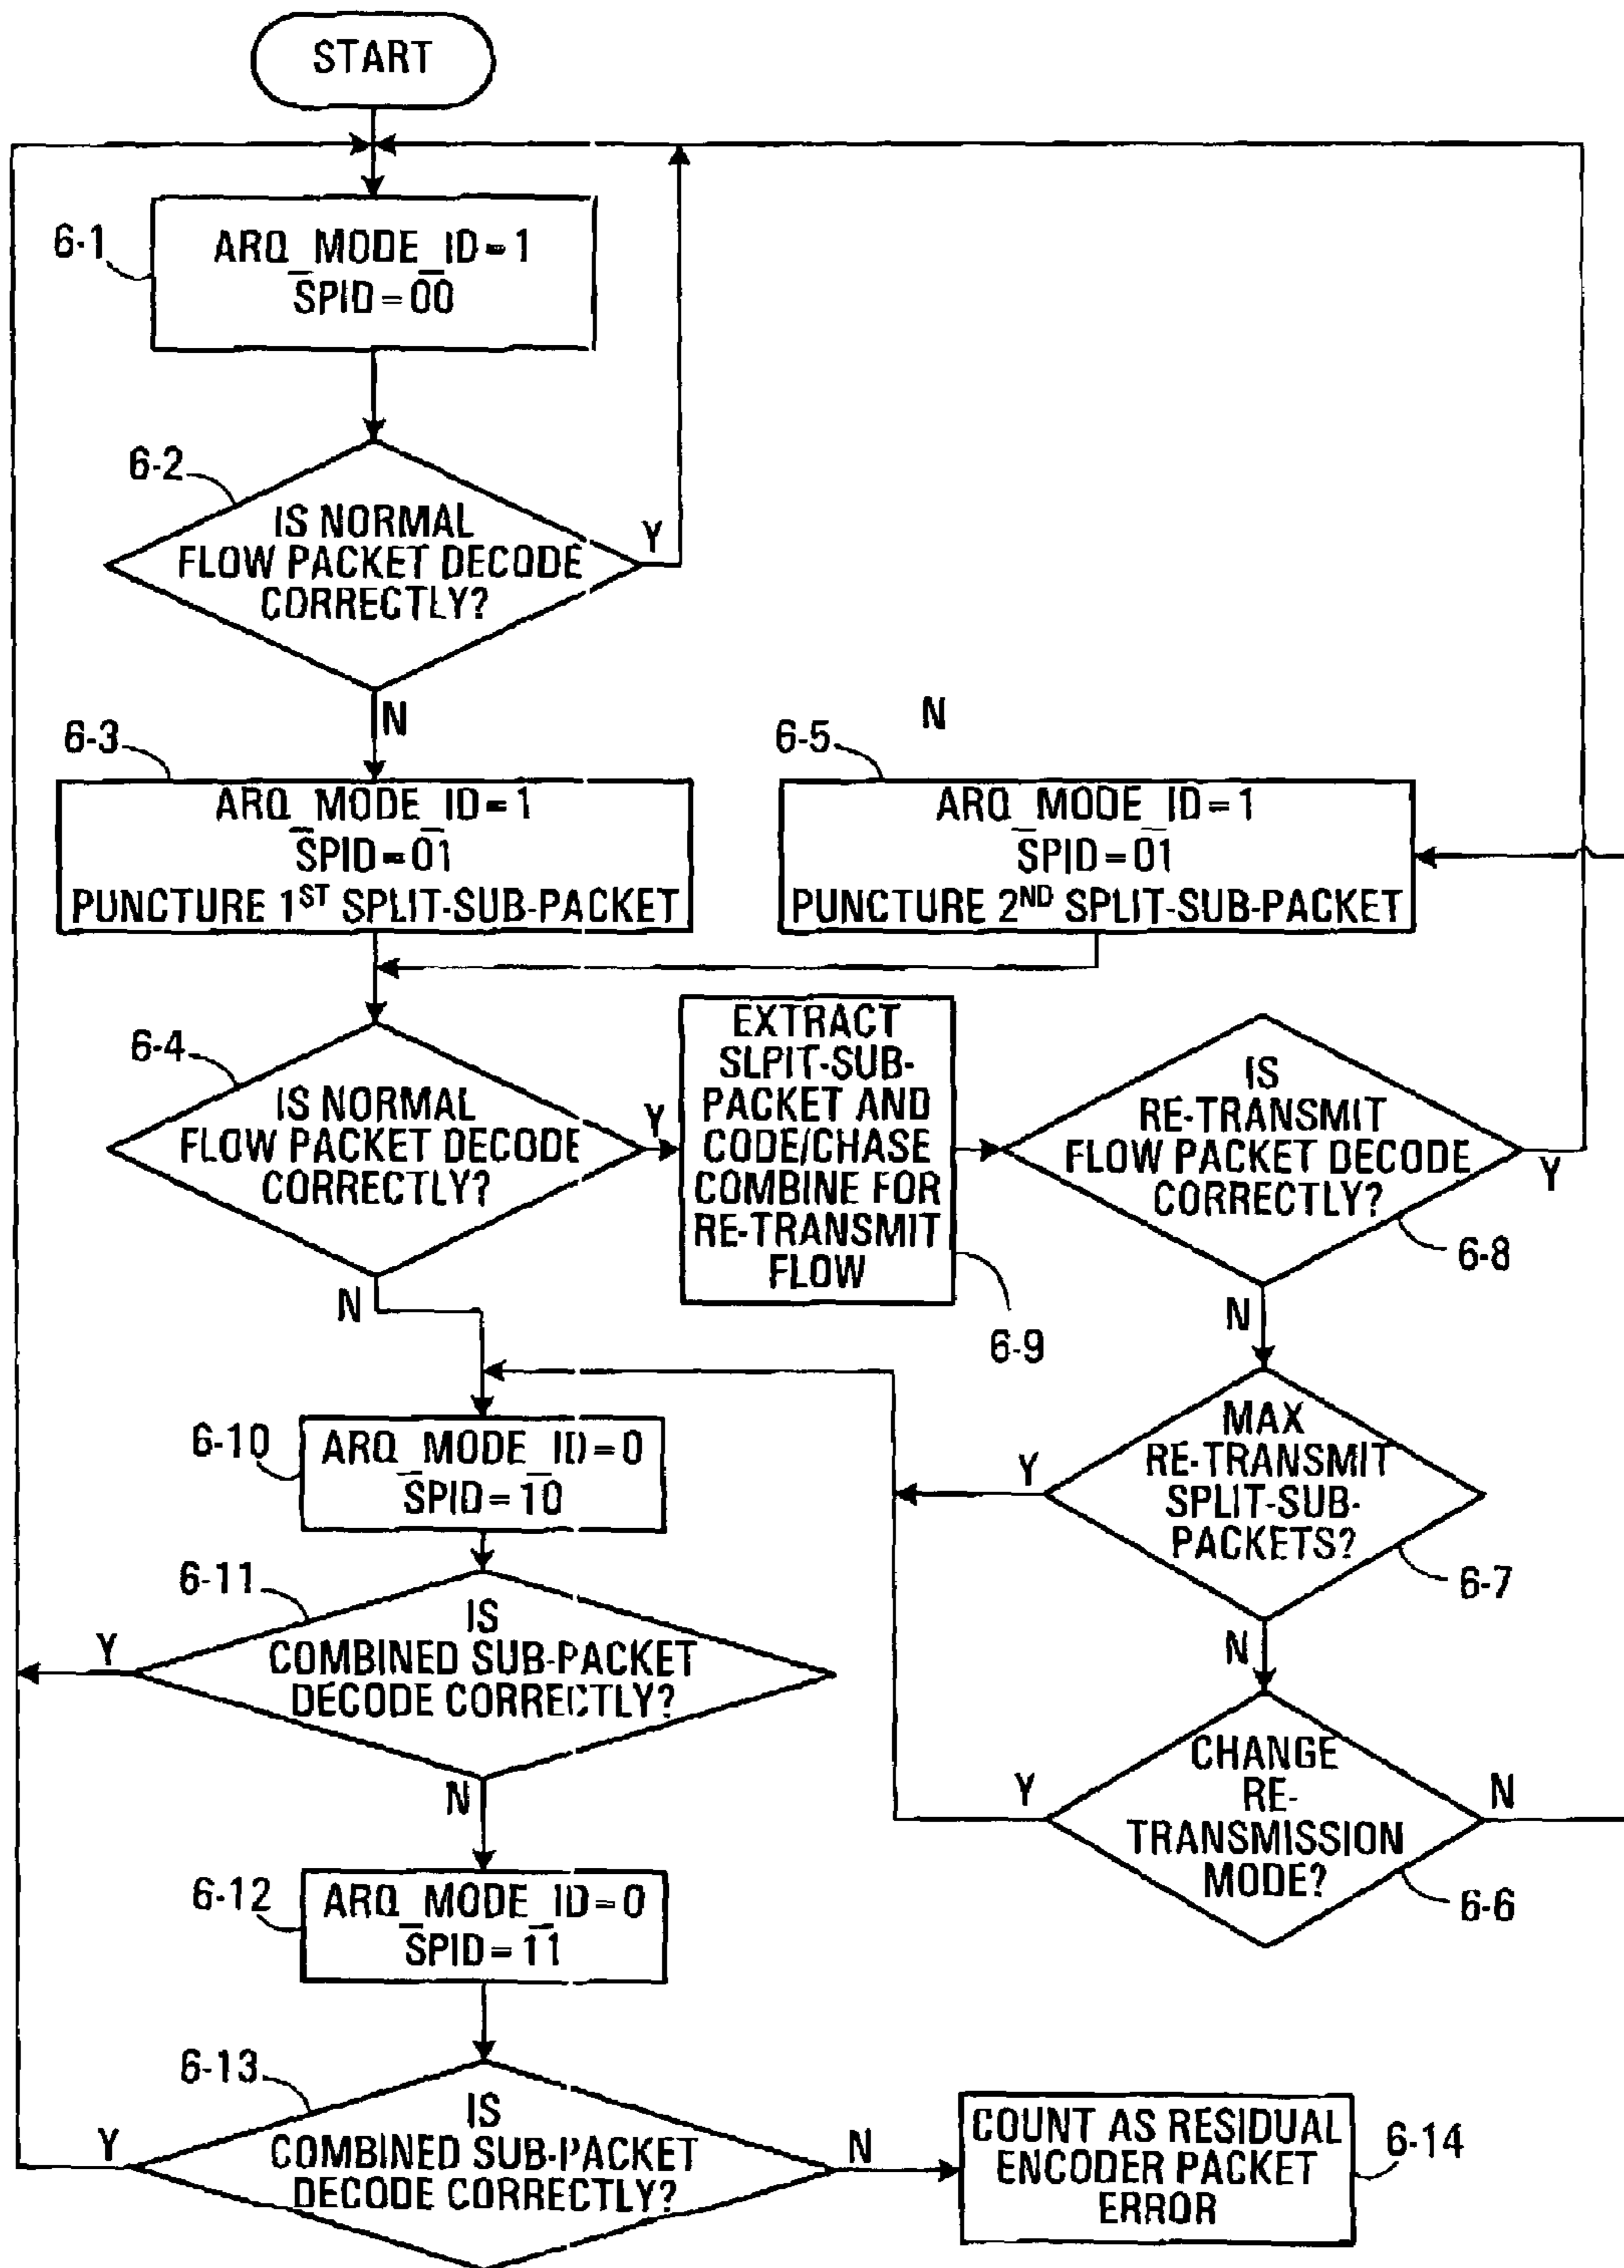 START
6-1
ARQ_MODE_ID=1
SPID=00
6-2
IS NORMAL
FLOW PACKET DECODE
CORRECTLY?
Y
N
6-3
ARQ_MODE_ID=1
SPID=01
PUNCTURE 1ST SPLIT-SUB-PACKET
N
6-5
ARQ_MODE_ID=1
SPID=01
PUNCTURE 2ND SPLIT-SUB-PACKET
6-4
IS NORMAL
FLOW PACKET DECODE
CORRECTLY?
Y
N
EXTRACT
SLPIT-SUB-
PACKET AND
CODE/CHASE
COMBINE FOR
RE-TRANSMIT
FLOW
6-9
IS
RE-TRANSMIT
FLOW PACKET DECODE
CORRECTLY?
Y
6-8
N
MAX
RE-TRANSMIT
SPLIT-SUB-
PACKETS?
Y
6-7
N
CHANGE
RE-
TRANSMISSION
MODE?
Y
N
6-6
6-10
ARQ_MODE_ID=0
SPID=10
6-11
IS
COMBINED SUB-PACKET
DECODE CORRECTLY?
Y
N
6-12
ARQ_MODE_ID=0
SPID=11
6-13
IS
COMBINED SUB-PACKET
DECODE CORRECTLY?
Y
N
COUNT AS RESIDUAL
ENCODER PACKET
ERROR
6-14